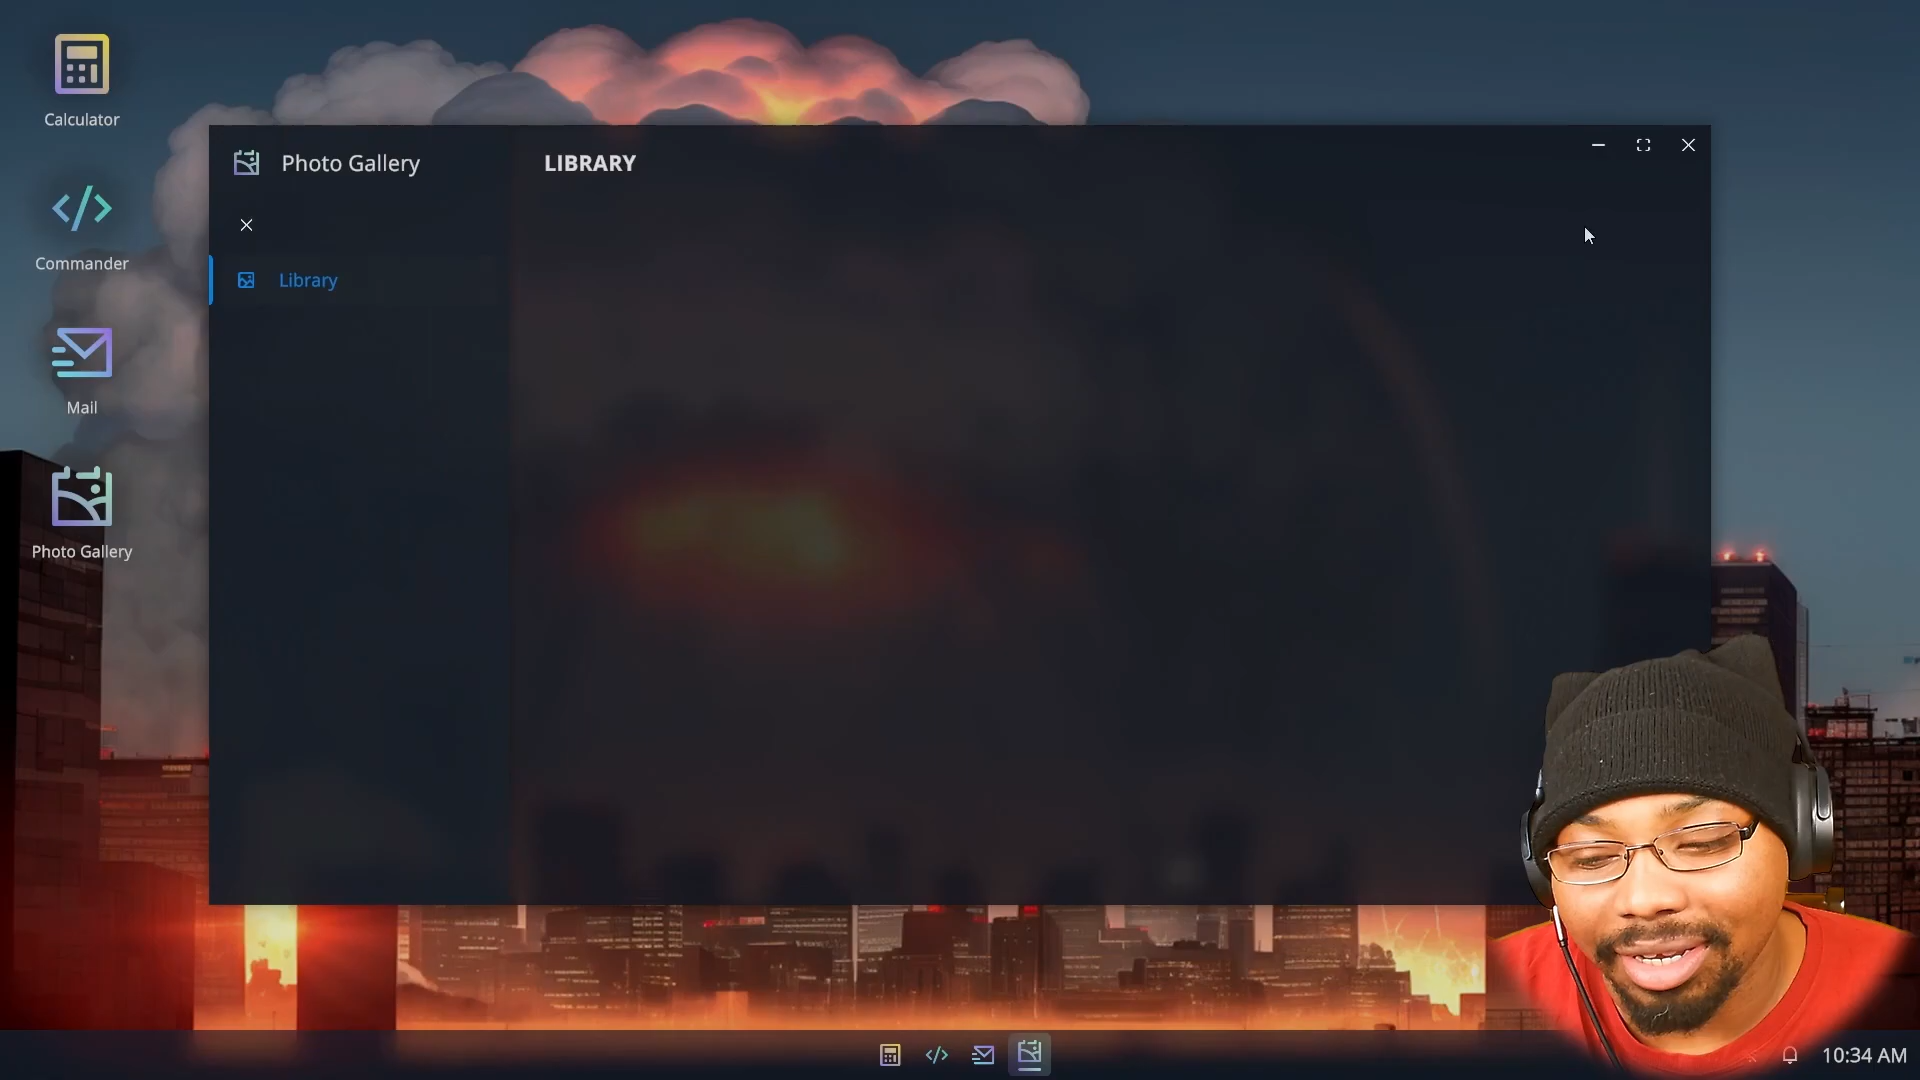 Calculator
Commander
Mail
Photo Gallery
Photo Gallery
LIBRARY
Library
10:34 AM